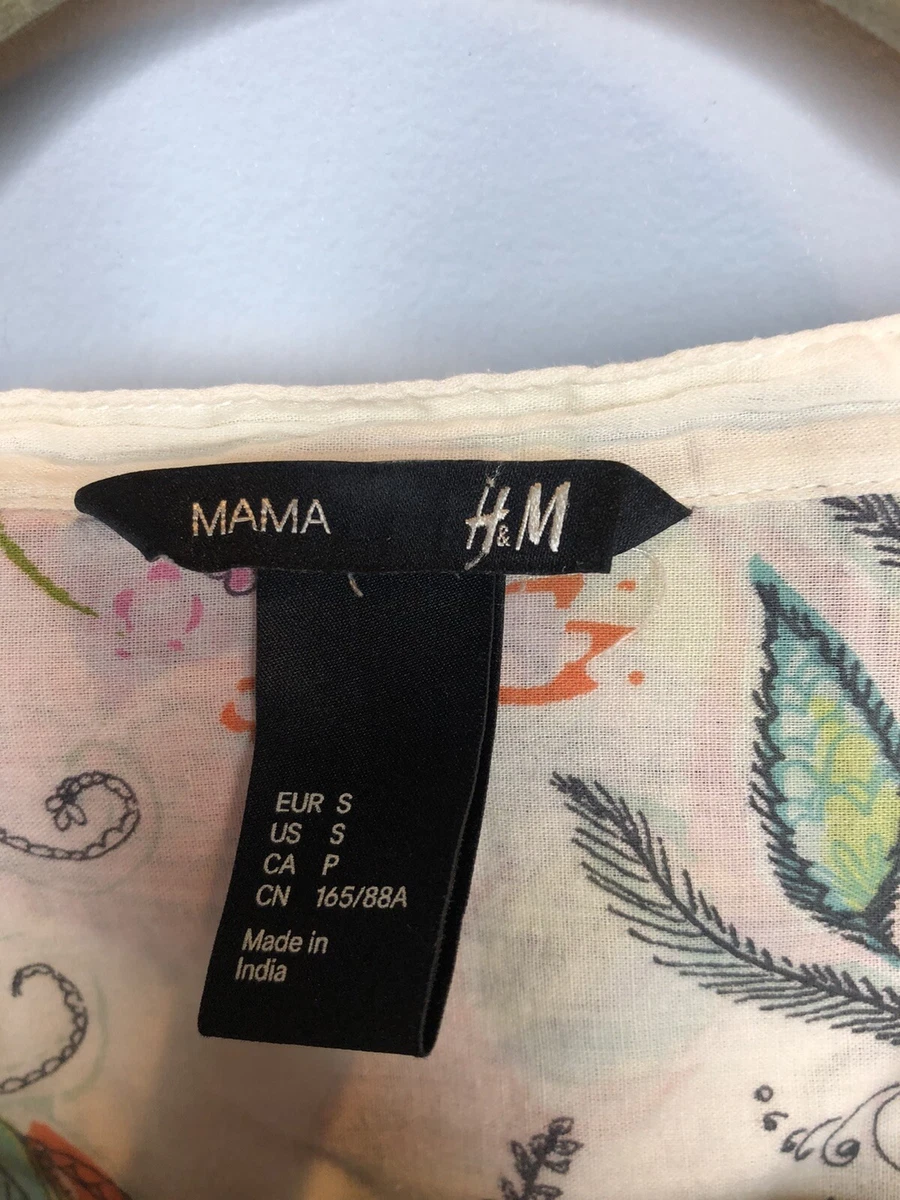 MAMA H&M
EUR S
US S
CA P
CN 165/88A
Made in
India